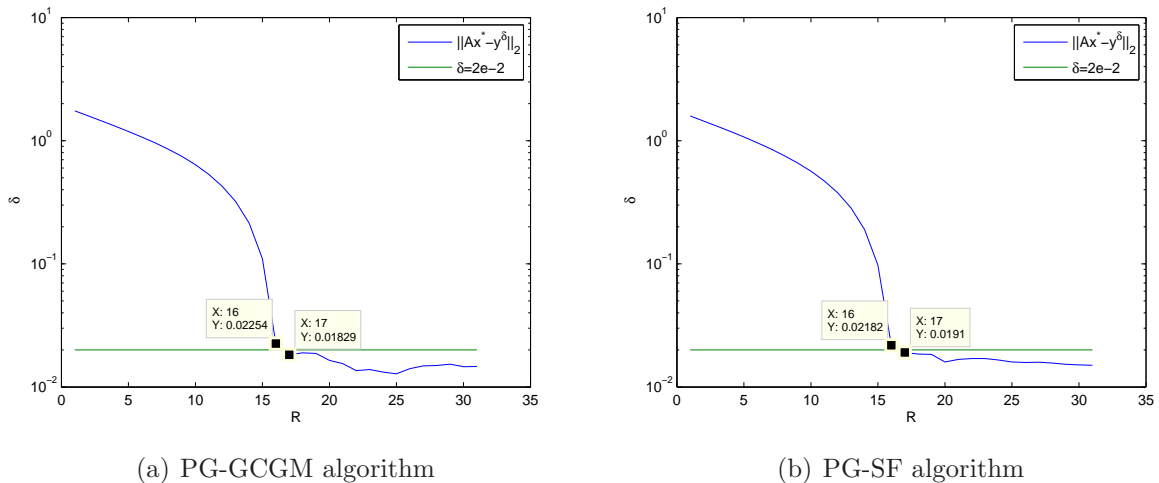 10^1
10^0
10^-1
10^-2
δ
||Ax^*−y^δ||_2
δ=2e−2
X: 16
Y: 0.02254
X: 17
Y: 0.01829
0 5 10 15 20 25 30 35
R
(a) PG-GCGM algorithm
10^1
10^0
10^-1
10^-2
δ
||Ax^*−y^δ||_2
δ=2e−2
X: 16
Y: 0.02182
X: 17
Y: 0.0191
0 5 10 15 20 25 30 35
R
(b) PG-SF algorithm